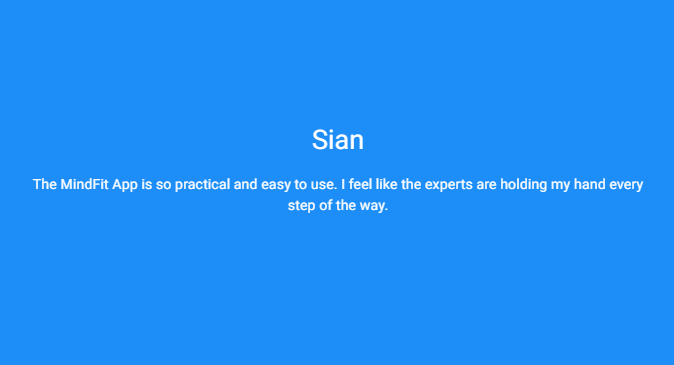 Sian
The MindFit App is so practical and easy to use. I feel like the experts are holding my hand every
step of the way.